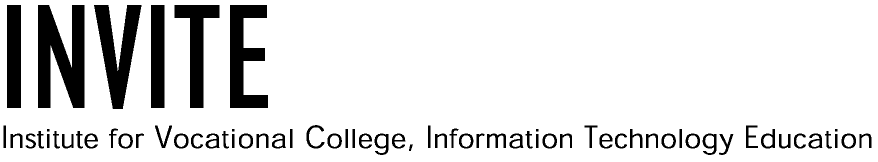 INVITE
Institute for Vocational College, Information Technology Education